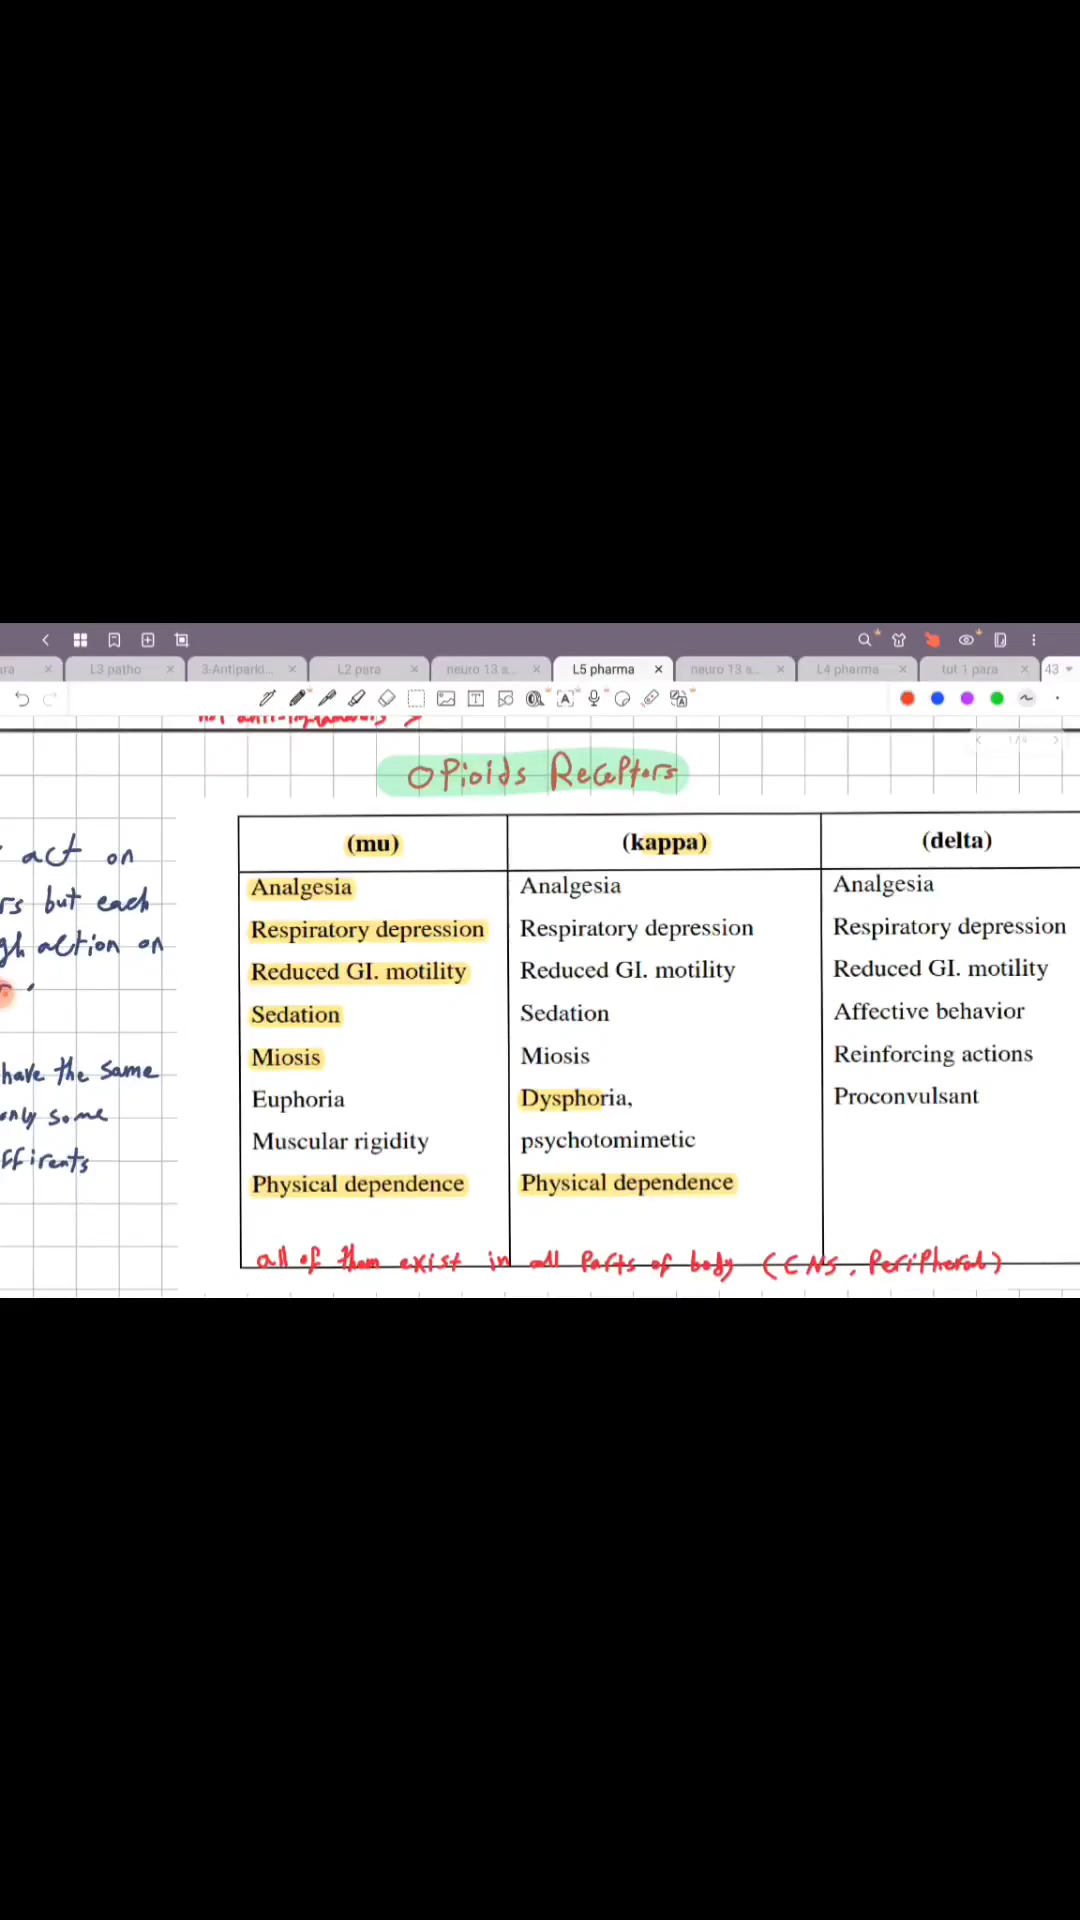 L3 patho
3-Antiparki...
L2 para
neuro 13 a...
L5 pharma
neuro 13 a...
L4 pharma
tut 1 para
43
Opioids Receptors
act on
rs but each
gh action on
have the same
only some
ffirents
(mu) (kappa) (delta)
Analgesia Analgesia Analgesia
Respiratory depression Respiratory depression Respiratory depression
Reduced GI. motility Reduced GI. motility Reduced GI. motility
Sedation Sedation Affective behavior
Miosis Miosis Reinforcing actions
Euphoria Dysphoria, Proconvulsant
Muscular rigidity psychotomimetic
Physical dependence Physical dependence
all of them exist in all parts of body (CNS, Peripheral)